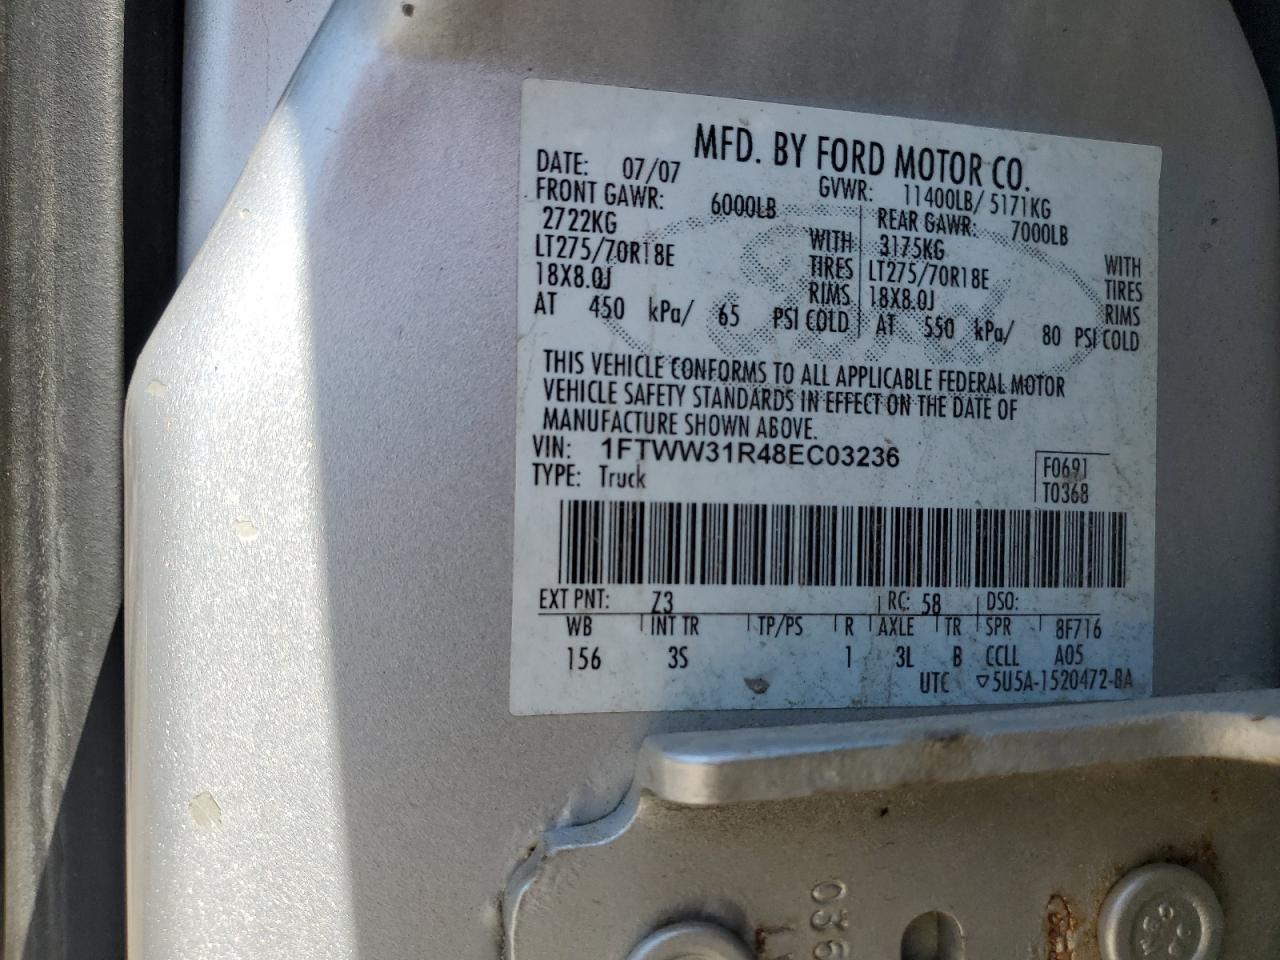 MFD. BY FORD MOTOR CO.
DATE: 07/07 GVWR: 11400LB/ 5171KG
FRONT GAWR: 6000LB REAR GAWR: 7000LB
2722KG WITH 3175KG WITH
LT275/70R18E TIRES LT275/70R18E TIRES
18X8.0J RIMS 18X8.0J RIMS
AT 450 kPa/ 65 PSI COLD AT 550 kPa/ 80 PSI COLD
THIS VEHICLE CONFORMS TO ALL APPLICABLE FEDERAL MOTOR
VEHICLE SAFETY STANDARDS IN EFFECT ON THE DATE OF
MANUFACTURE SHOWN ABOVE.
VIN: 1FTWW31R48EC03236
TYPE: Truck
F0691
T0368
EXT PNT: Z3 RC: 58 DSO:
WB INT TR TP/PS R AXLE TR SPR 8F716
156 3S 1 3L B CCLL A05
UTC ▽5U5A-1520472-BA
036